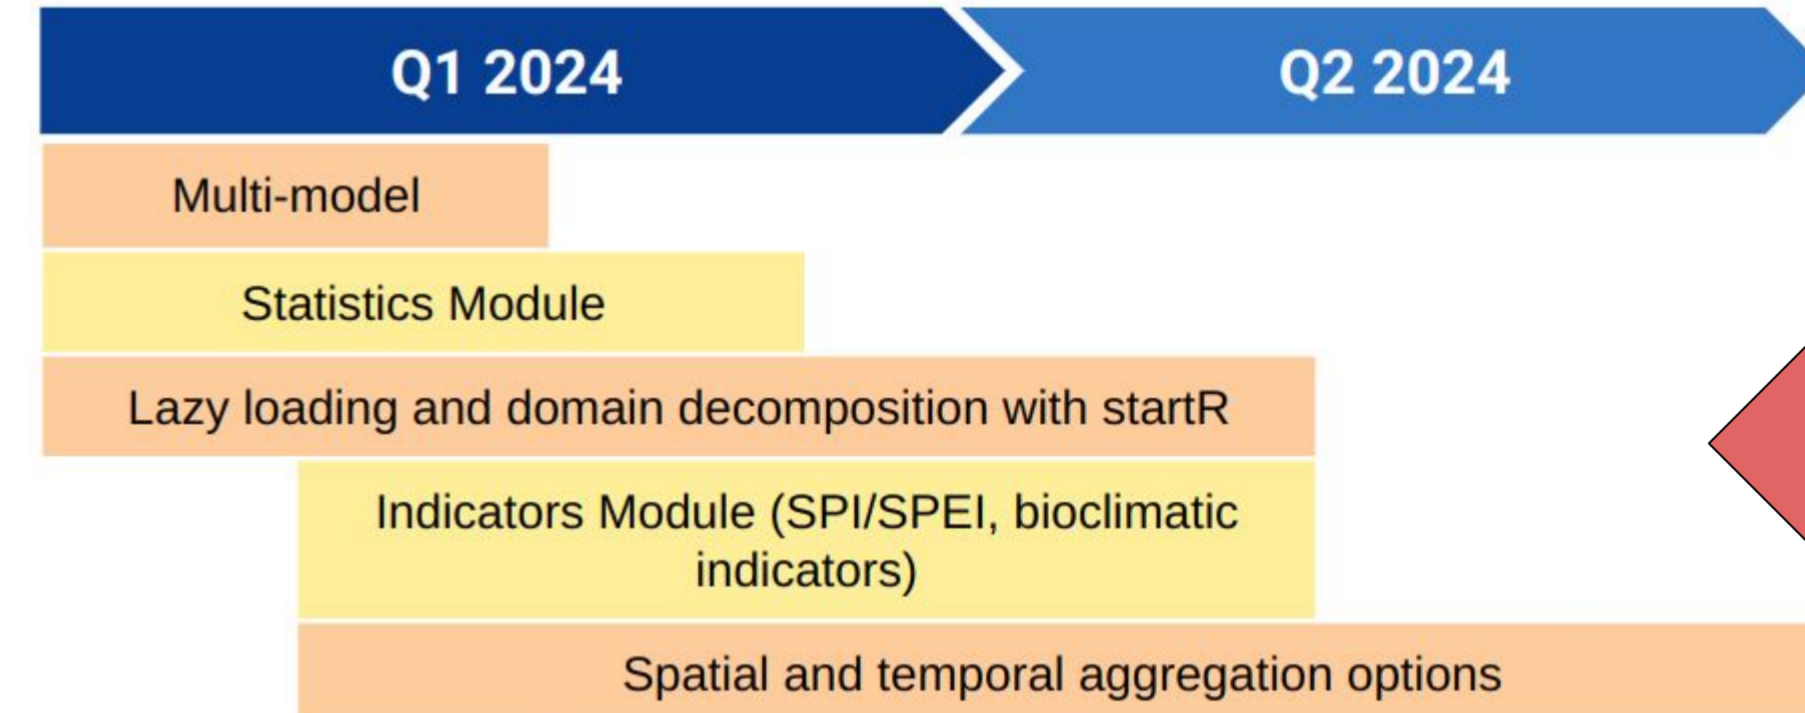 Q1 2024
Q2 2024
Multi-model
Statistics Module
Lazy loading and domain decomposition with startR
Indicators Module (SPI/SPEI, bioclimatic
indicators)
Spatial and temporal aggregation options